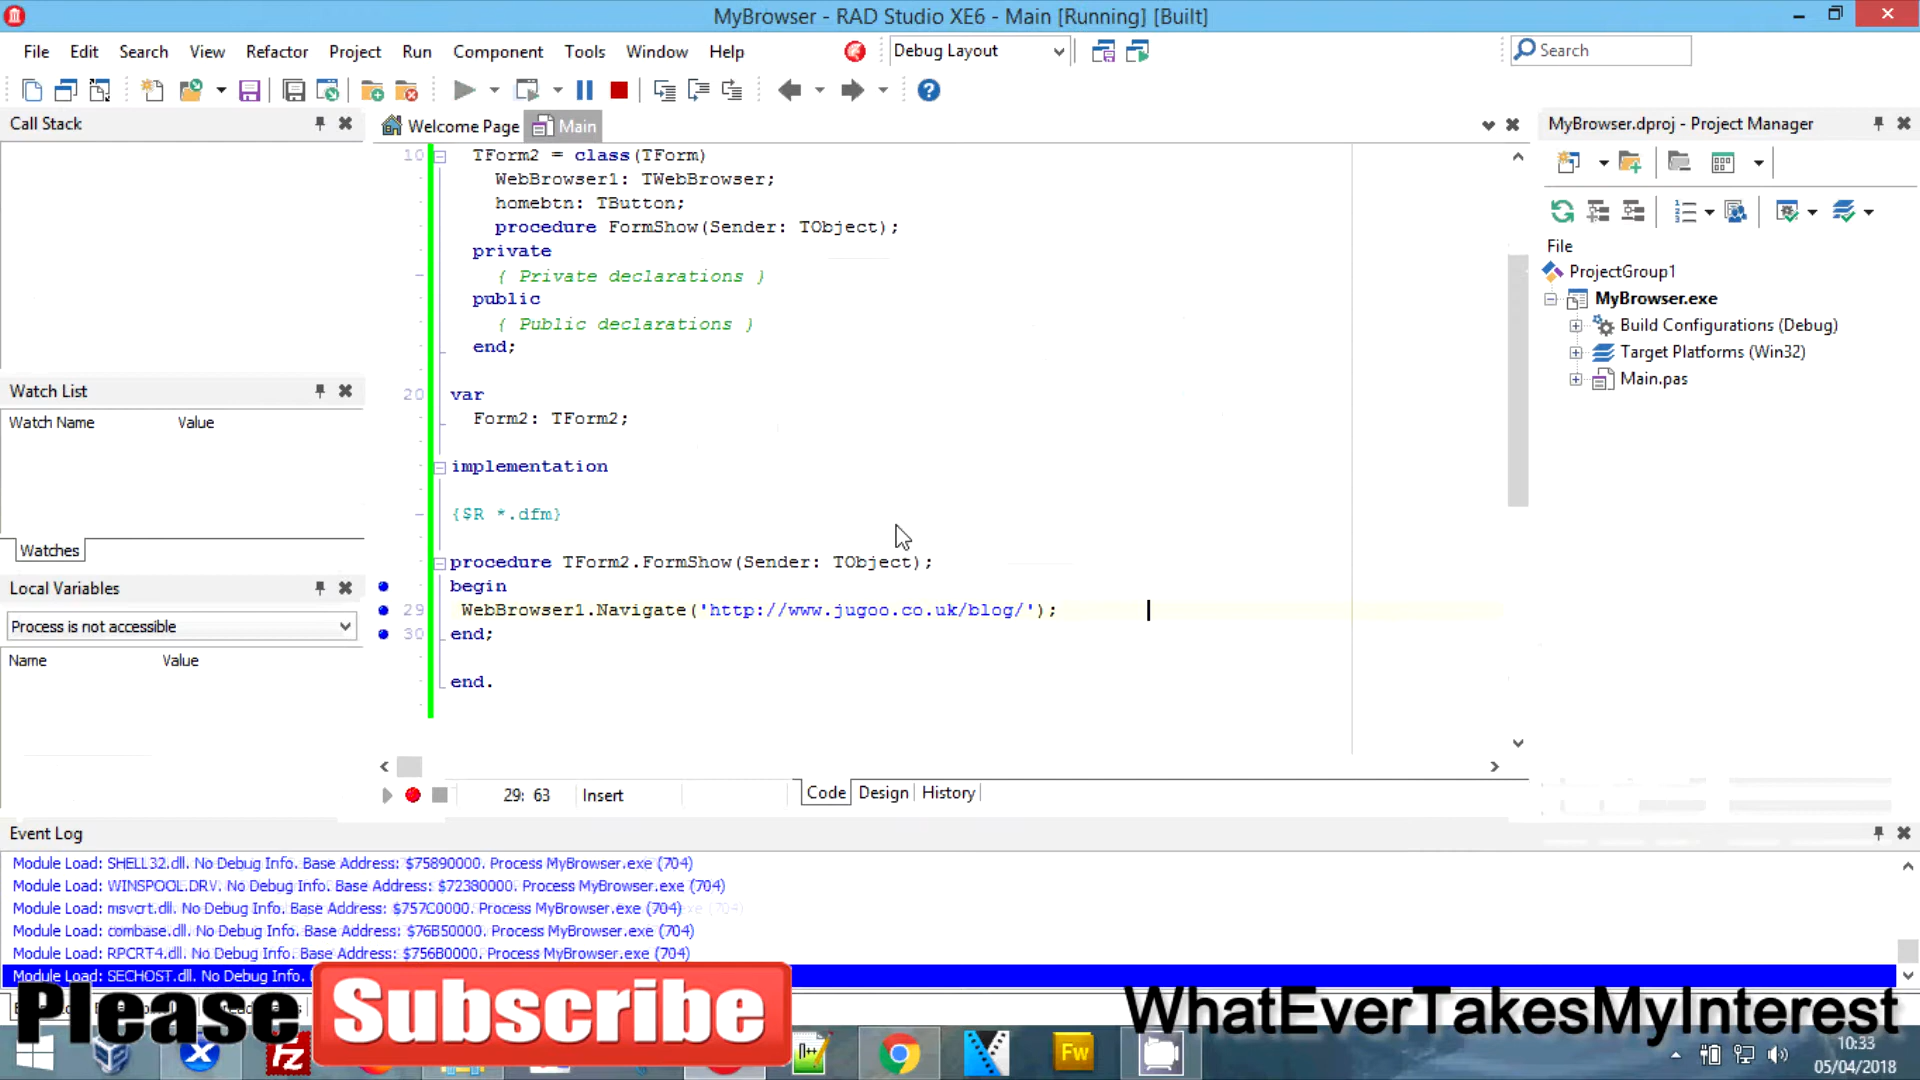 MyBrowser - RAD Studio XE6 - Main [Running] [Built]
File Edit Search View Refactor Project Run Component Tools Window Help
Debug Layout
Search
Call Stack
Welcome Page
Main
MyBrowser.dproj - Project Manager
10
TForm2 = class(TForm)
WebBrowser1: TWebBrowser;
homebtn: TButton;
procedure FormShow(Sender: TObject);
private
{ Private declarations }
public
{ Public declarations }
end;
20 var
Form2: TForm2;
implementation
{$R *.dfm}
procedure TForm2.FormShow(Sender: TObject);
begin
29 WebBrowser1.Navigate('http://www.jugoo.co.uk/blog/');
30 end;
end.
File
ProjectGroup1
MyBrowser.exe
Build Configurations (Debug)
Target Platforms (Win32)
Main.pas
Watch List
Watch Name Value
Watches
Local Variables
Process is not accessible
Name Value
29: 63 Insert
Code Design History
Event Log
Module Load: SHELL32.dll. No Debug Info. Base Address: $75890000. Process MyBrowser.exe (704)
Module Load: WINSPOOL.DRV. No Debug Info. Base Address: $72380000. Process MyBrowser.exe (704)
Module Load: msvcrt.dll. No Debug Info. Base Address: $757C0000. Process MyBrowser.exe (704)
Module Load: combase.dll. No Debug Info. Base Address: $76B50000. Process MyBrowser.exe (704)
Module Load: RPCRT4.dll. No Debug Info. Base Address: $756B0000. Process MyBrowser.exe (704)
Module Load: SECHOST.dll. No Debug Info.
Please Subscribe
WhatEverTakesMyInterest
Fz
Fw
10:33
05/04/2018